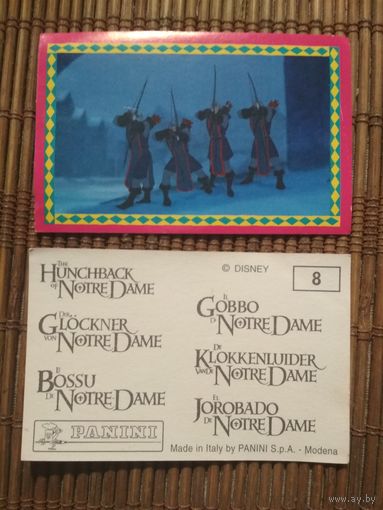 THE
HUNCHBACK
OF NOTRE DAME
DER
GLÖCKNER
VON NOTRE DAME
BOSSU
DE NOTRE DAME
PANINI
© DISNEY
8
IL
GOBBO
DI NOTRE DAME
DE
KLOKKENLUIDER
VAN DE NOTRE DAME
EL
JOROBADO
DE NOTRE DAME
Made in Italy by PANINI S.p.A. - Modena
www.ay.by